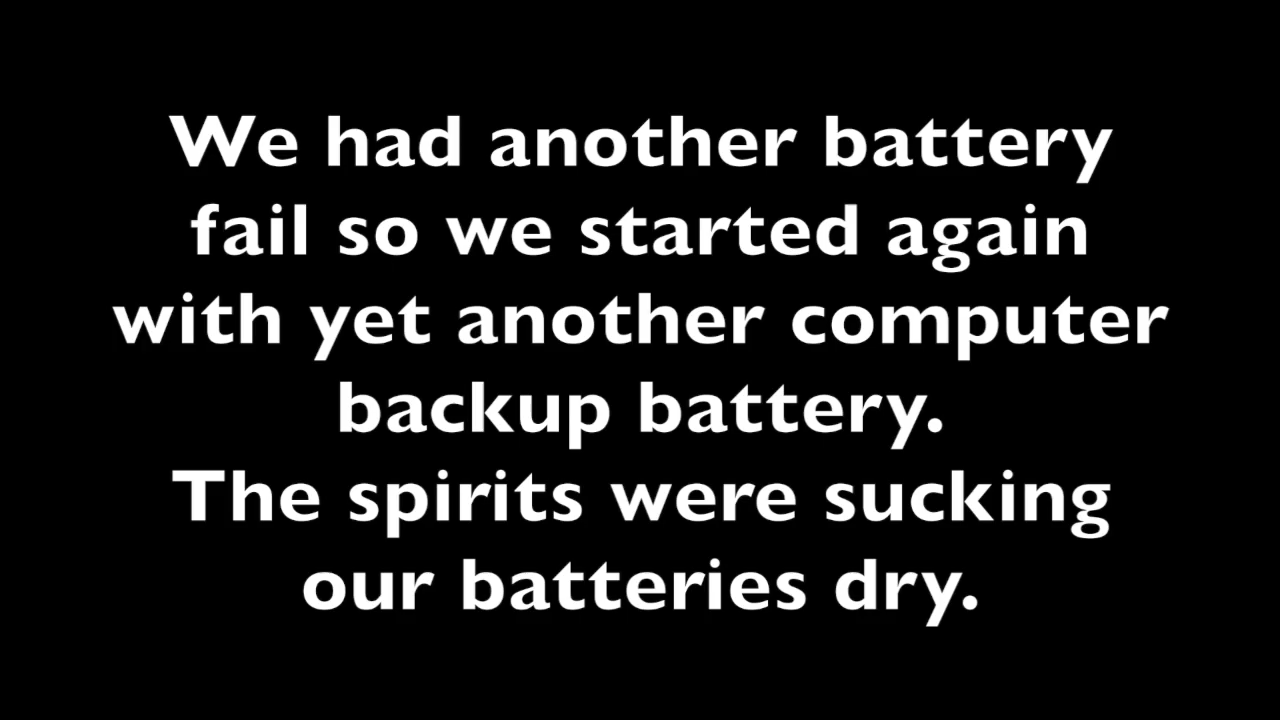 We had another battery
fail so we started again
with yet another computer
backup battery.
The spirits were sucking
our batteries dry.